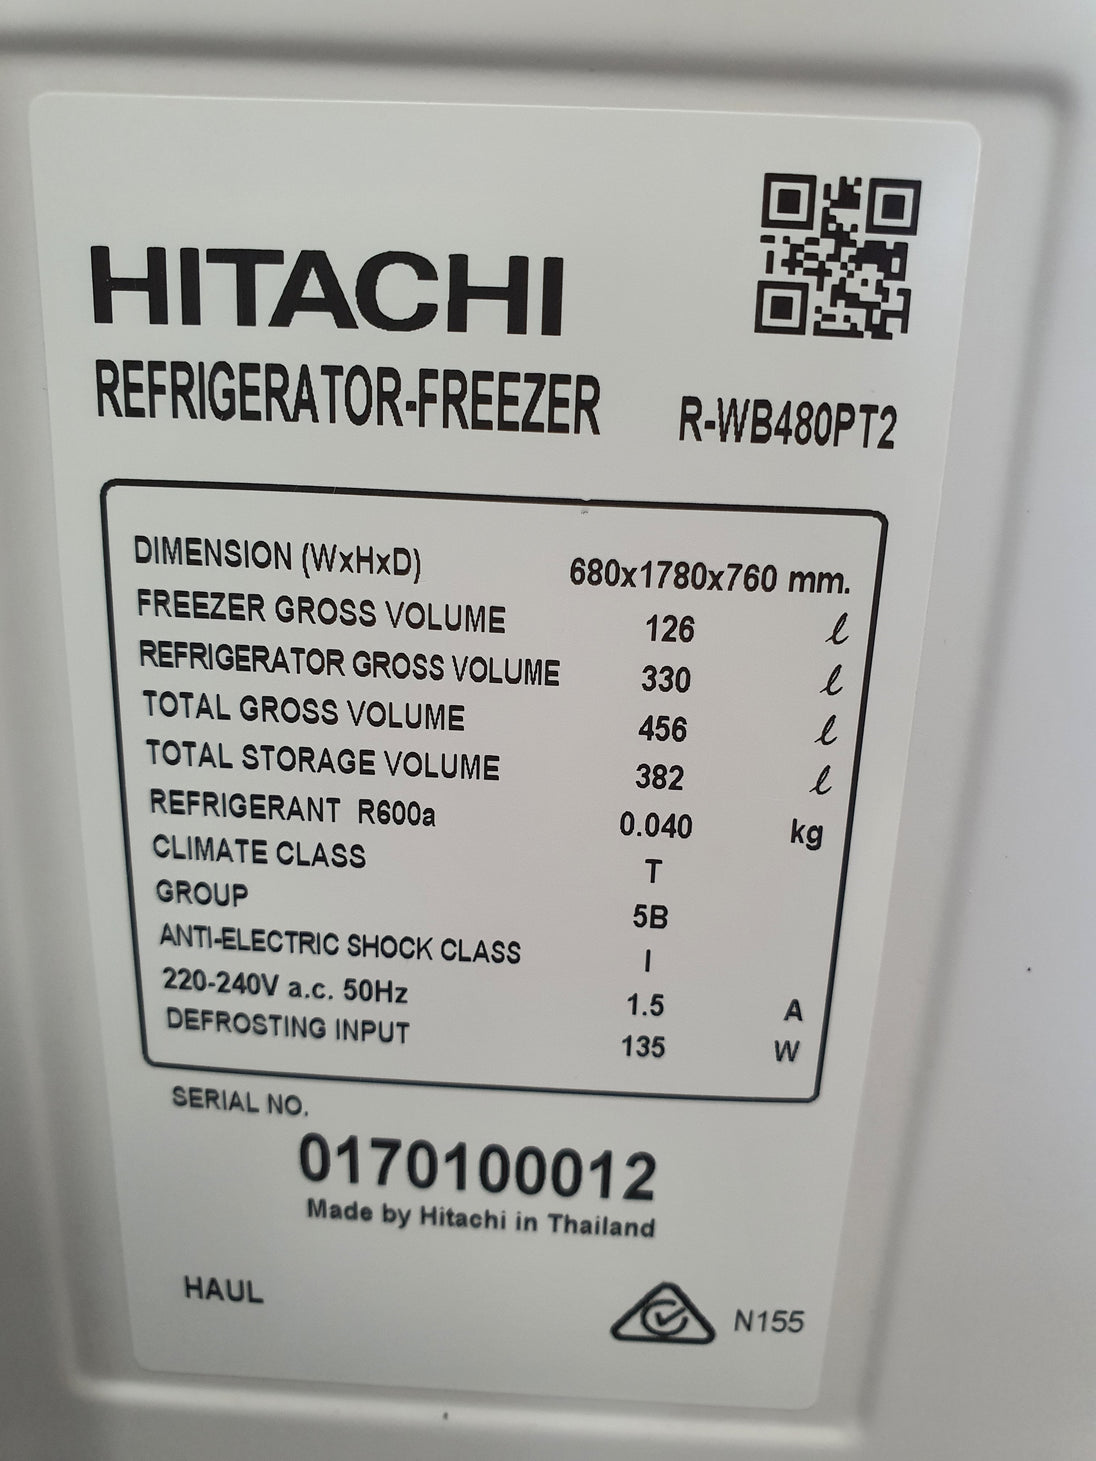 HITACHI
REFRIGERATOR-FREEZER R-WB480PT2
DIMENSION (WxHxD) 680x1780x760 mm.
FREEZER GROSS VOLUME 126 ℓ
REFRIGERATOR GROSS VOLUME 330 ℓ
TOTAL GROSS VOLUME 456 ℓ
TOTAL STORAGE VOLUME 382 ℓ
REFRIGERANT R600a 0.040 kg
CLIMATE CLASS T
GROUP 5B
ANTI-ELECTRIC SHOCK CLASS I
220-240V a.c. 50Hz 1.5 A
DEFROSTING INPUT 135 W
SERIAL NO.
0170100012
Made by Hitachi in Thailand
HAUL N155